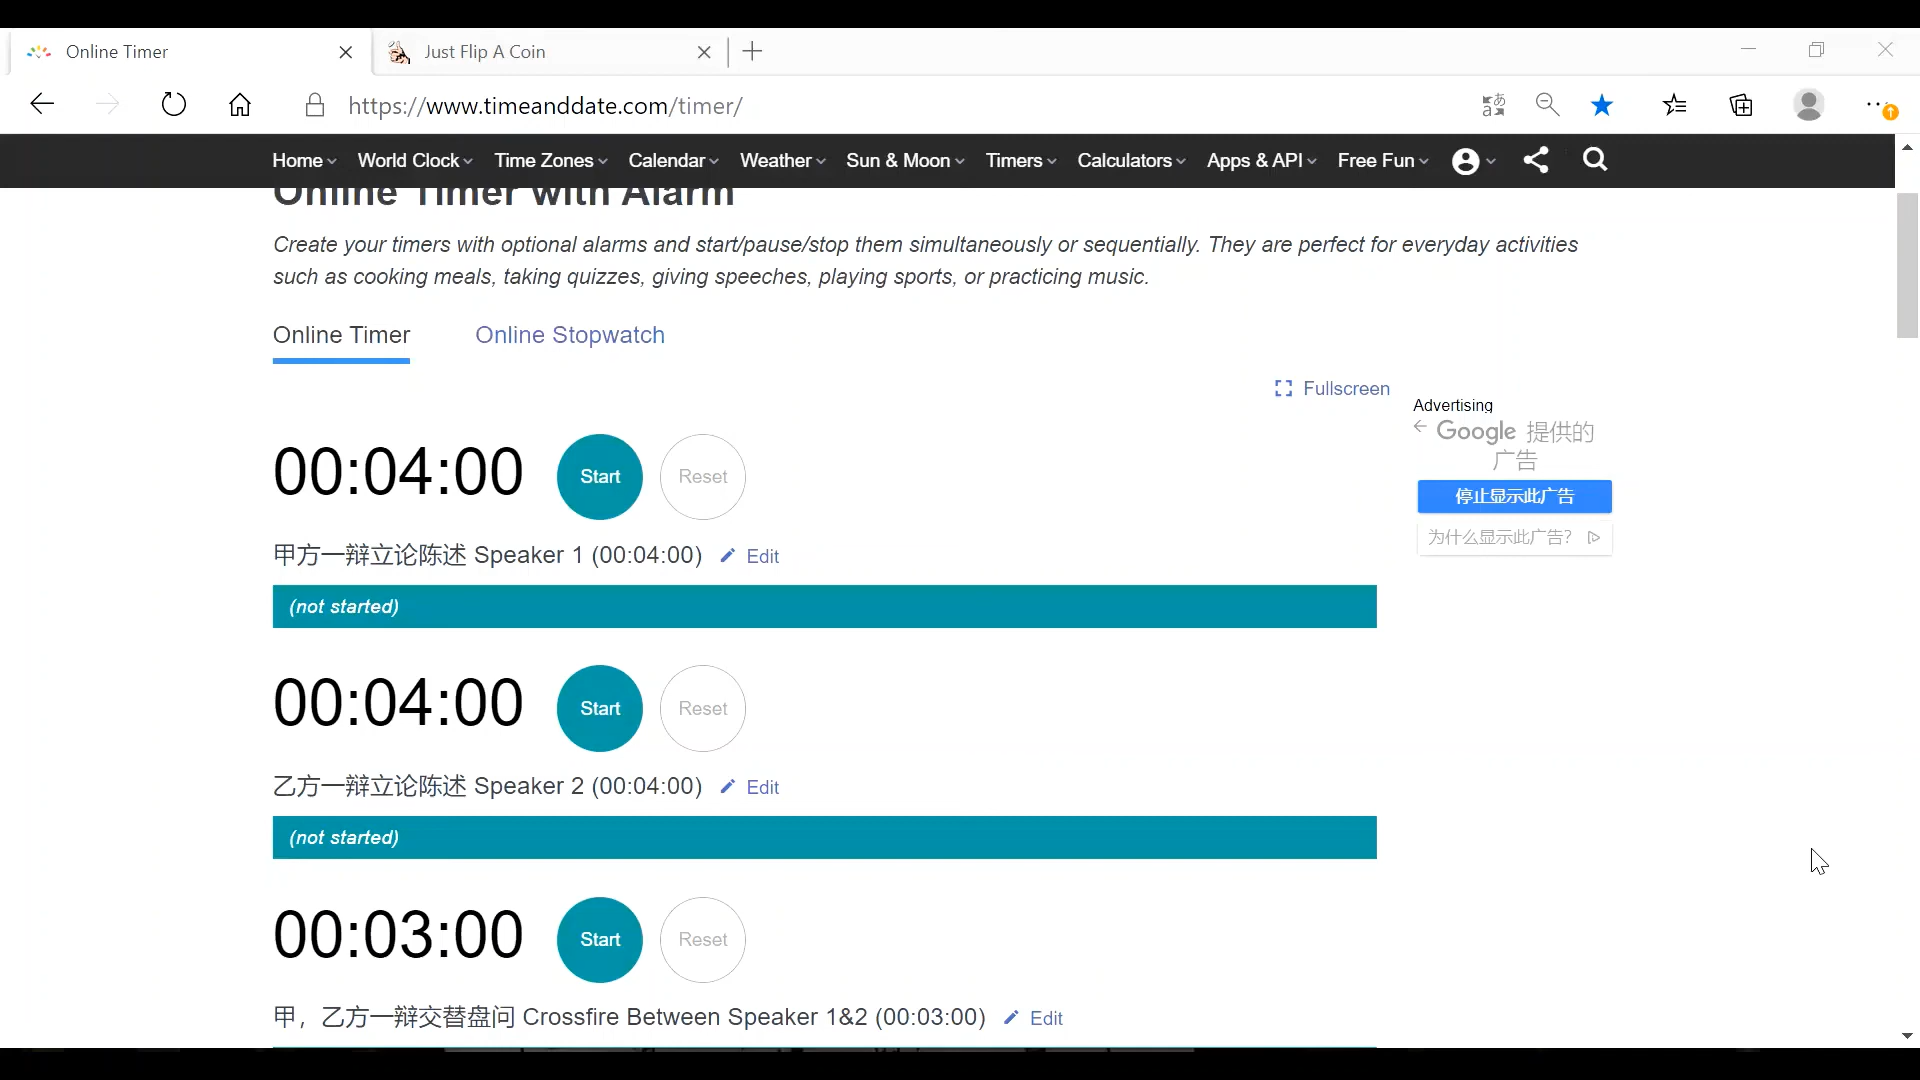 Online Timer
Just Flip A Coin
https://www.timeanddate.com/timer/
Home World Clock Time Zones Calendar Weather Sun & Moon Timers Calculators Apps & API Free Fun
Online Timer with Alarm
Create your timers with optional alarms and start/pause/stop them simultaneously or sequentially. They are perfect for everyday activities
such as cooking meals, taking quizzes, giving speeches, playing sports, or practicing music.
Online Timer Online Stopwatch
Fullscreen
Advertising
Google 提供的
广告
停止显示此广告
为什么显示此广告?
00:04:00 Start Reset
甲方一辩立论陈述 Speaker 1 (00:04:00) Edit
(not started)
00:04:00 Start Reset
乙方一辩立论陈述 Speaker 2 (00:04:00) Edit
(not started)
00:03:00 Start Reset
甲，乙方一辩交替盘问 Crossfire Between Speaker 1&2 (00:03:00) Edit